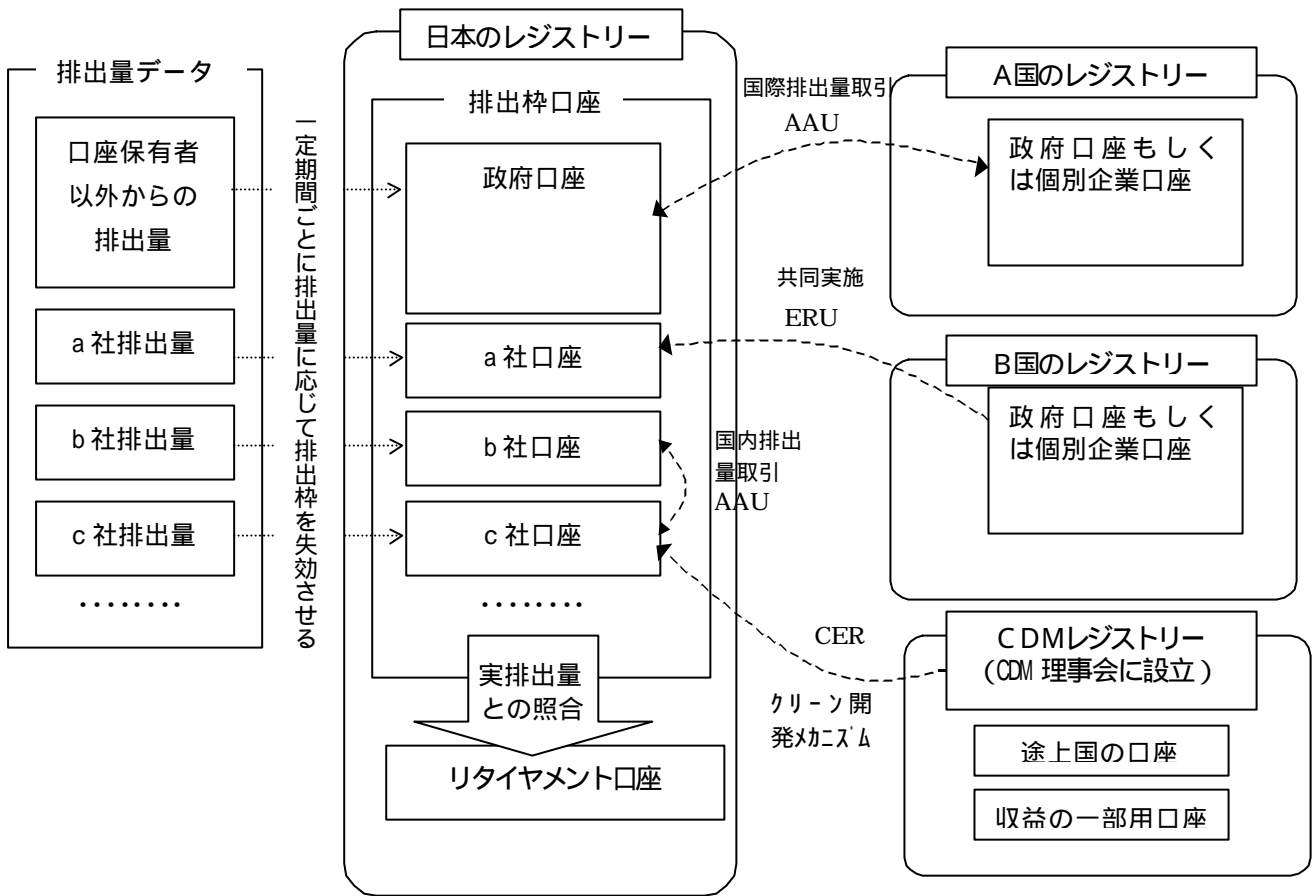 排出量データ
口座保有者
以外からの
排出量
a 社排出量
b 社排出量
c 社排出量
････････
一定期間ごとに排出量に応じて排出枠を失効させる
日本のレジストリー
排出枠口座
政府口座
a 社口座
b 社口座
c 社口座
････････
実排出量
との照合
リタイヤメント口座
国際排出量取引
AAU
共同実施
ERU
国内排出
量取引
AAU
CER
ｸﾘｰﾝ開
発ﾒｶﾆｽﾞﾑ
A国のレジストリー
政府口座もしく
は個別企業口座
B国のレジストリー
政府口座もしく
は個別企業口座
CDMレジストリー
(CDM 理事会に設立)
途上国の口座
収益の一部用口座